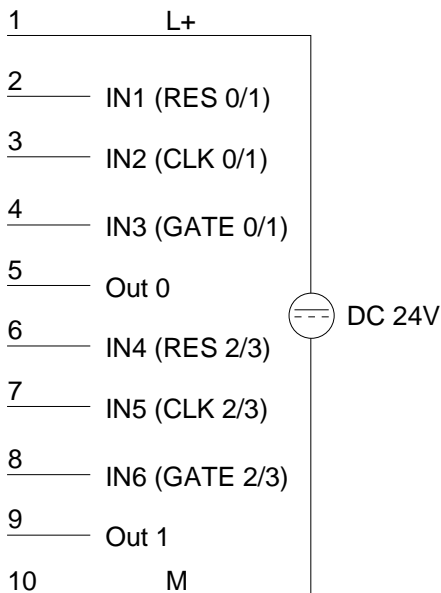 1 L+
2 IN1 (RES 0/1)
3 IN2 (CLK 0/1)
4 IN3 (GATE 0/1)
5 Out 0
DC 24V
6 IN4 (RES 2/3)
7 IN5 (CLK 2/3)
8 IN6 (GATE 2/3)
9 Out 1
10 M